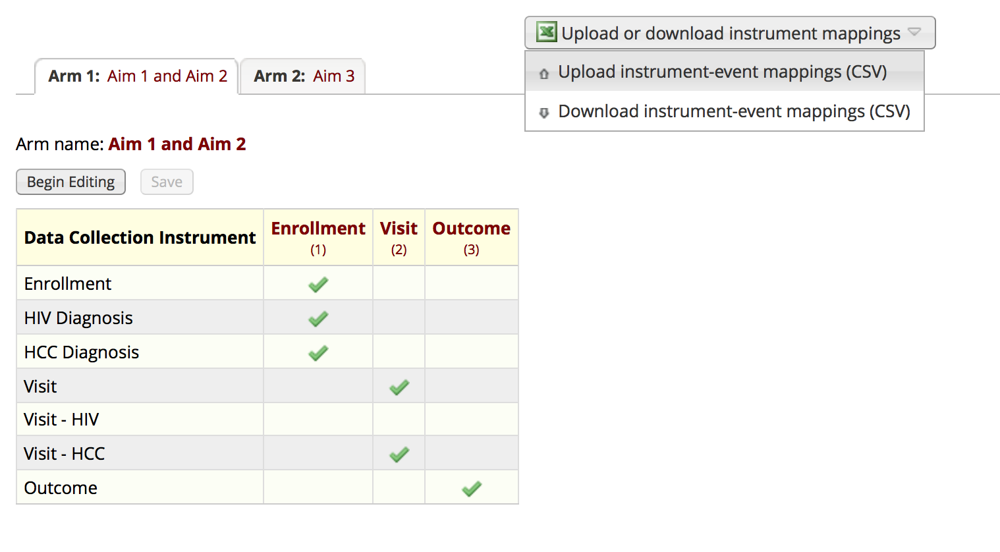 Upload or download instrument mappings
Upload instrument-event mappings (CSV)
Download instrument-event mappings (CSV)
Arm 1: Aim 1 and Aim 2 Arm 2: Aim 3
Arm name: Aim 1 and Aim 2
Begin Editing Save
Data Collection Instrument Enrollment Visit Outcome
(1) (2) (3)
Enrollment
HIV Diagnosis
HCC Diagnosis
Visit
Visit - HIV
Visit - HCC
Outcome